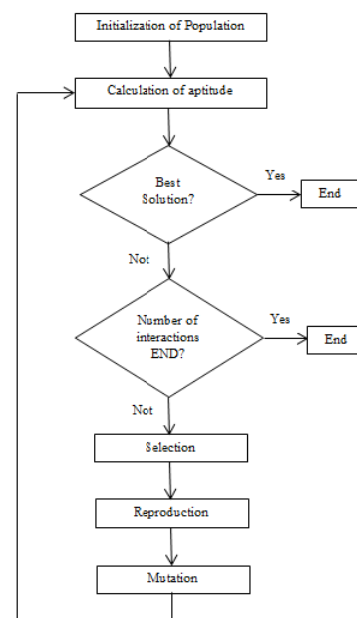 Initialization of Population
Calculation of aptitude
Best
Solution?
Yes
End
Not
Number of
interactions
END?
Yes
End
Not
Selection
Reproduction
Mutation